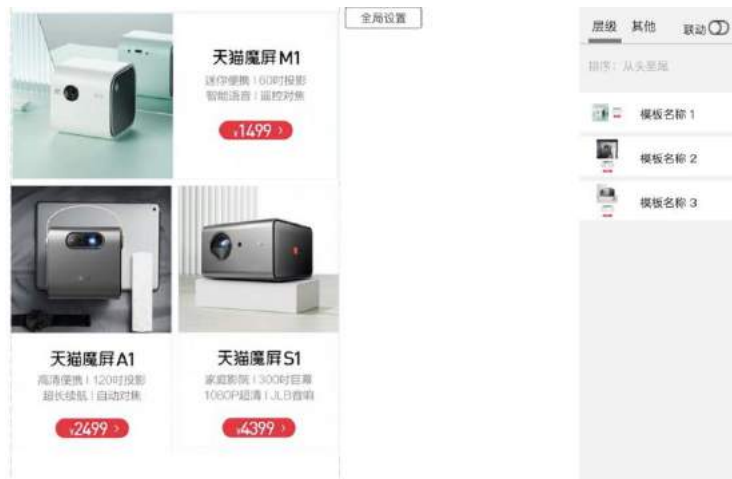 天猫魔屏M1
迷你便携 | 60吋投影
智能语音 | 遥控对焦
¥1499 >
天猫魔屏A1
高清便携 | 120吋投影
超长续航 | 自动对焦
¥2499 >
天猫魔屏S1
家庭影院 | 300吋巨幕
1080P超清 | JLB音响
¥4399 >
全局设置
层级 其他 联动
排序：从头至尾
模板名称 1
模板名称 2
模板名称 3